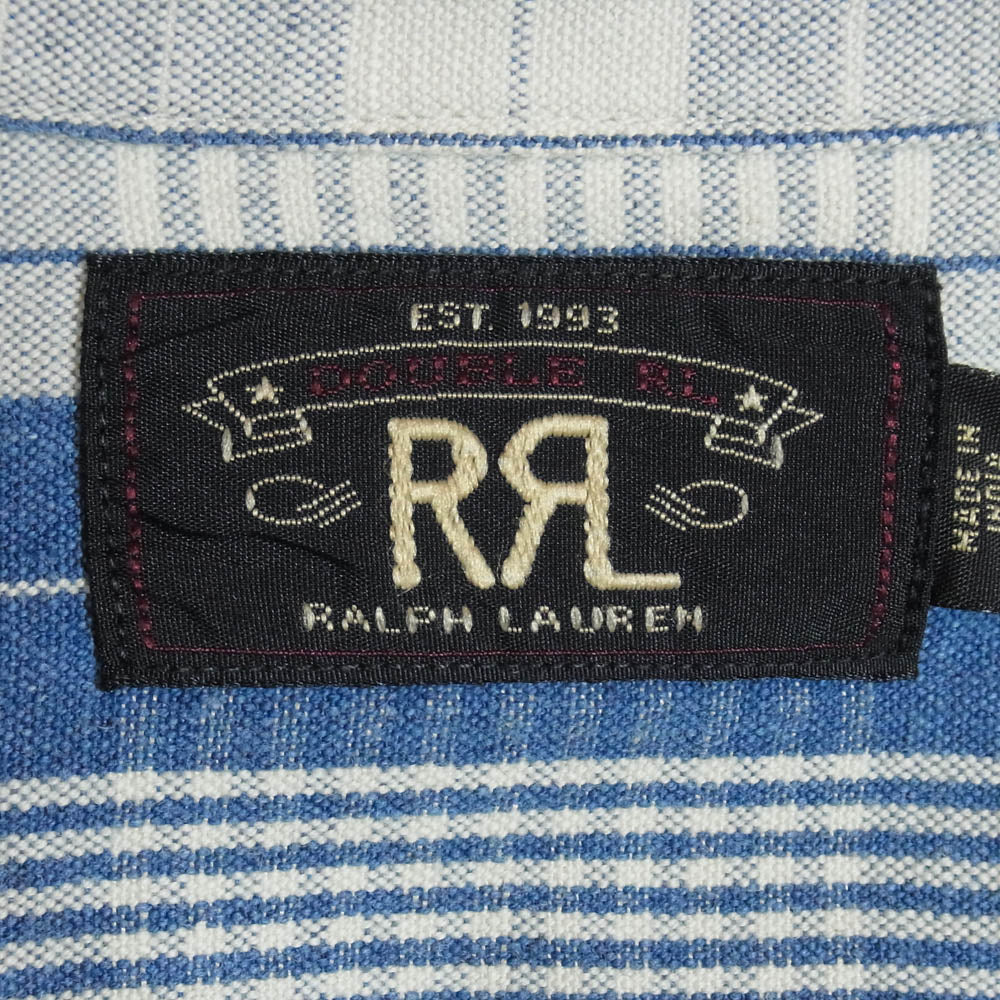 EST. 1993
DOUBLE RL
RRL
RALPH LAUREN
MADE IN